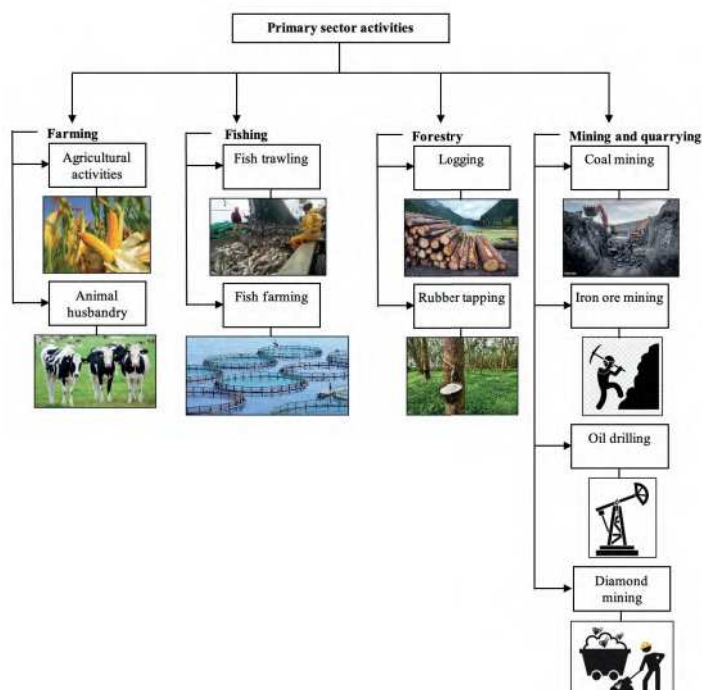 Primary sector activities
Farming
Agricultural
activities
Animal
husbandry
Fishing
Fish trawling
Fish farming
Forestry
Logging
Rubber tapping
Mining and quarrying
Coal mining
Iron ore mining
Oil drilling
Diamond
mining